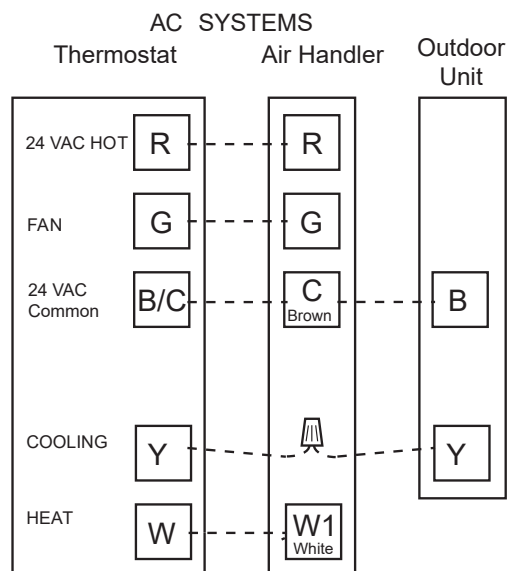 AC SYSTEMS
Thermostat
Air Handler
Outdoor
Unit
24 VAC HOT
R
R
FAN
G
G
24 VAC
Common
B/C
C
Brown
B
COOLING
Y
Y
HEAT
W
W1
White